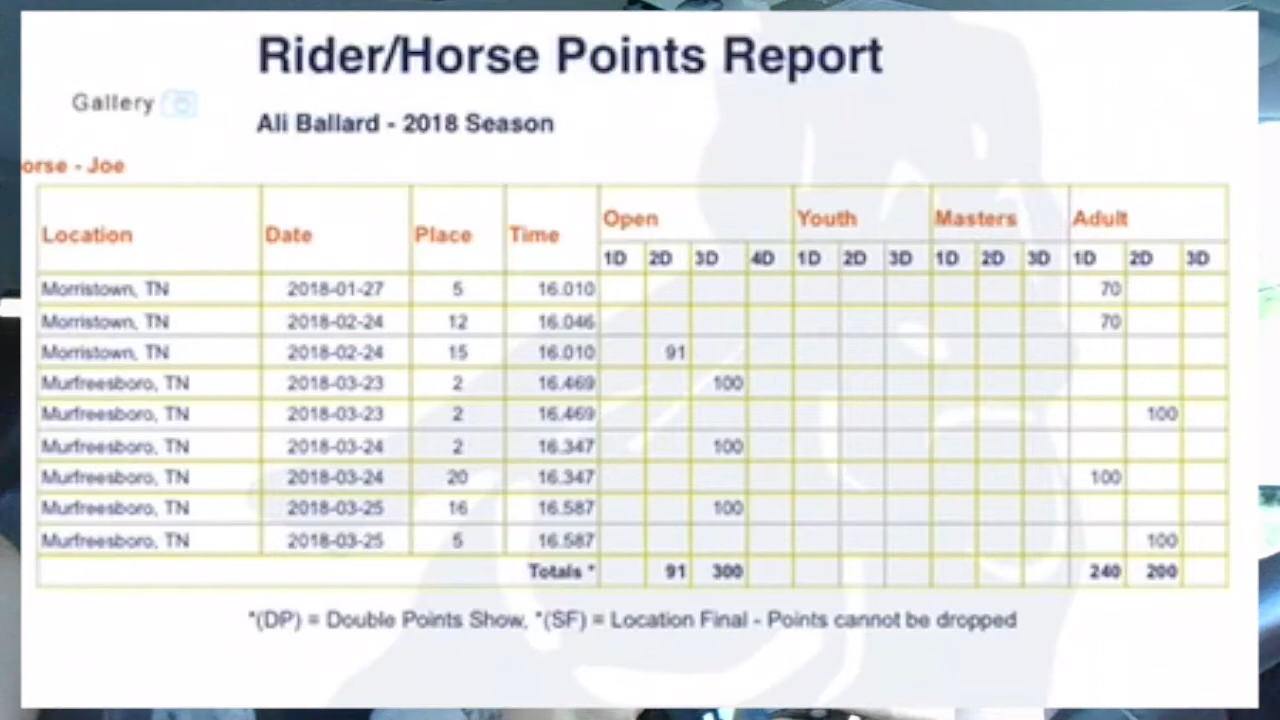 Rider/Horse Points Report
Gallery
Ali Ballard - 2018 Season
orse - Joe
Location Date Place Time Open Youth Masters Adult
1D 2D 3D 4D 1D 2D 3D 1D 2D 3D 1D 2D 3D
Morristown, TN 2018-01-27 5 16.010 70
Morristown, TN 2018-02-24 12 16.046 70
Morristown, TN 2018-02-24 15 16.010 91
Murfreesboro, TN 2018-03-23 2 16.469 100
Murfreesboro, TN 2018-03-23 2 16.469 100
Murfreesboro, TN 2018-03-24 2 16.347 100
Murfreesboro, TN 2018-03-24 20 16.347 100
Murfreesboro, TN 2018-03-25 16 16.587 100
Murfreesboro, TN 2018-03-25 5 16.587 100
Totals * 91 300 240 200
*(DP) = Double Points Show, *(SF) = Location Final - Points cannot be dropped